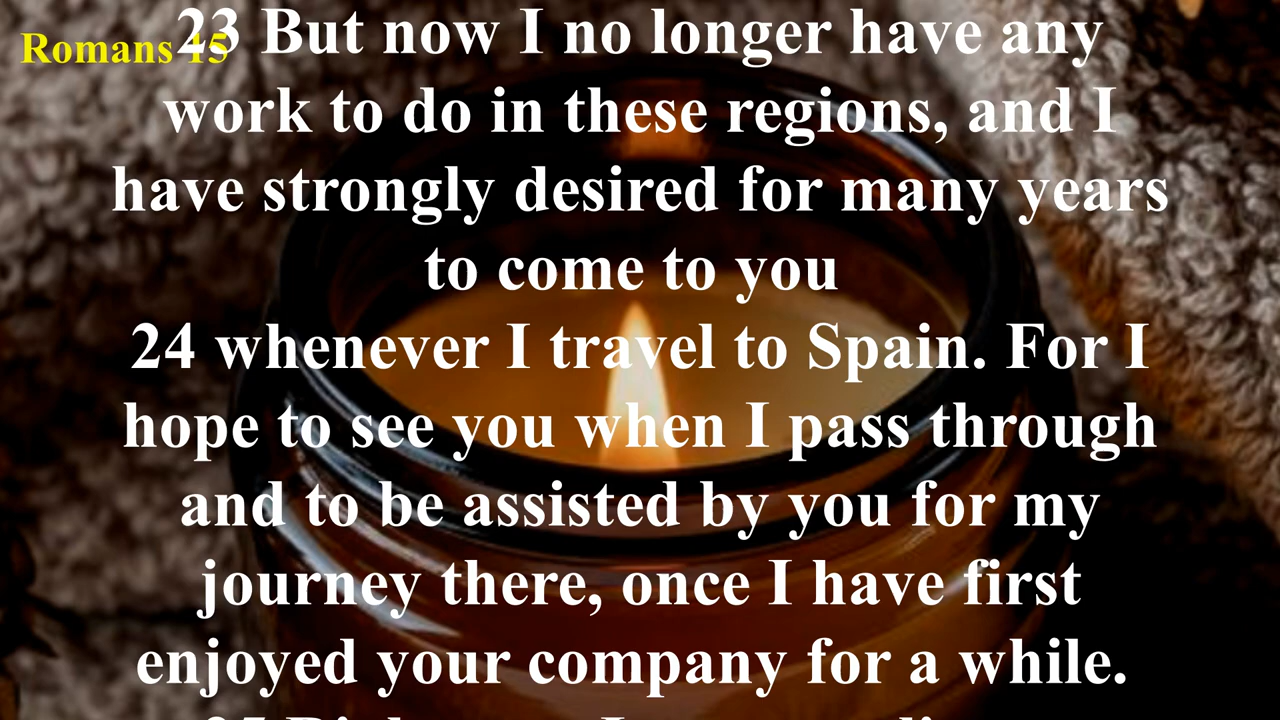 Romans 15
23 But now I no longer have any
work to do in these regions, and I
have strongly desired for many years
to come to you
24 whenever I travel to Spain. For I
hope to see you when I pass through
and to be assisted by you for my
journey there, once I have first
enjoyed your company for a while.